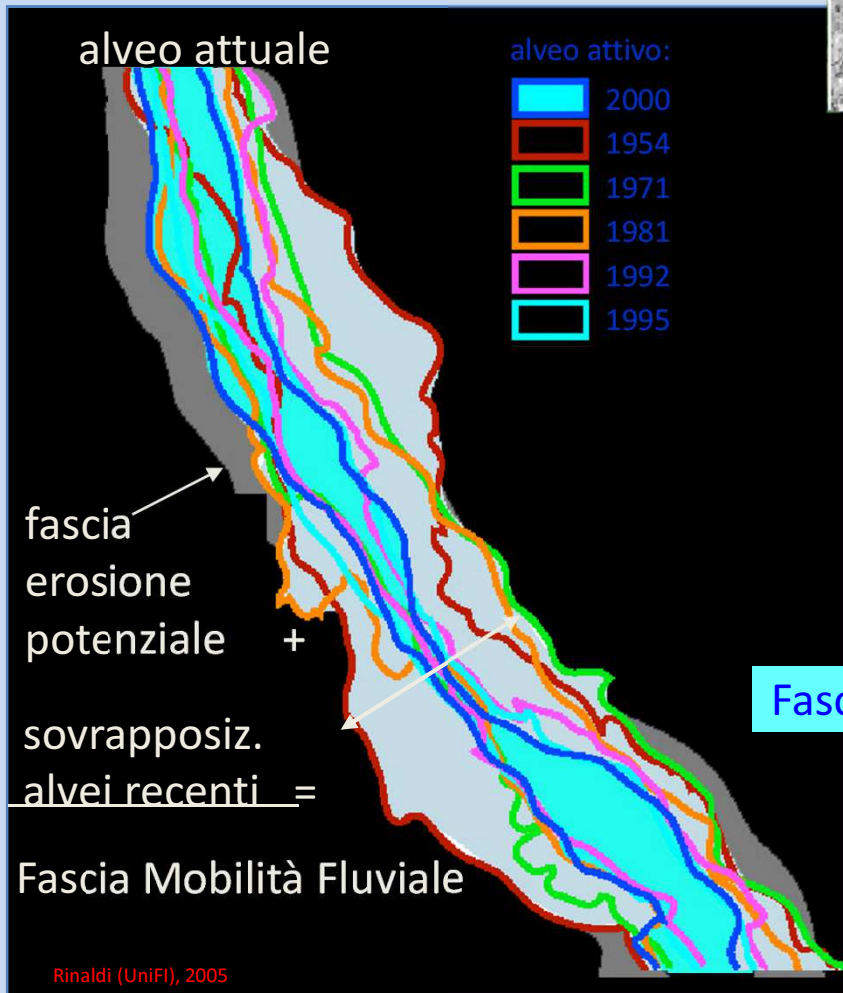 alveo attuale
alveo attivo:
2000
1954
1971
1981
1992
1995
fascia
erosione
potenziale +
sovrapposiz.
alvei recenti =
Fascia Mobilità Fluviale
Fasc
Rinaldi (UniFI), 2005